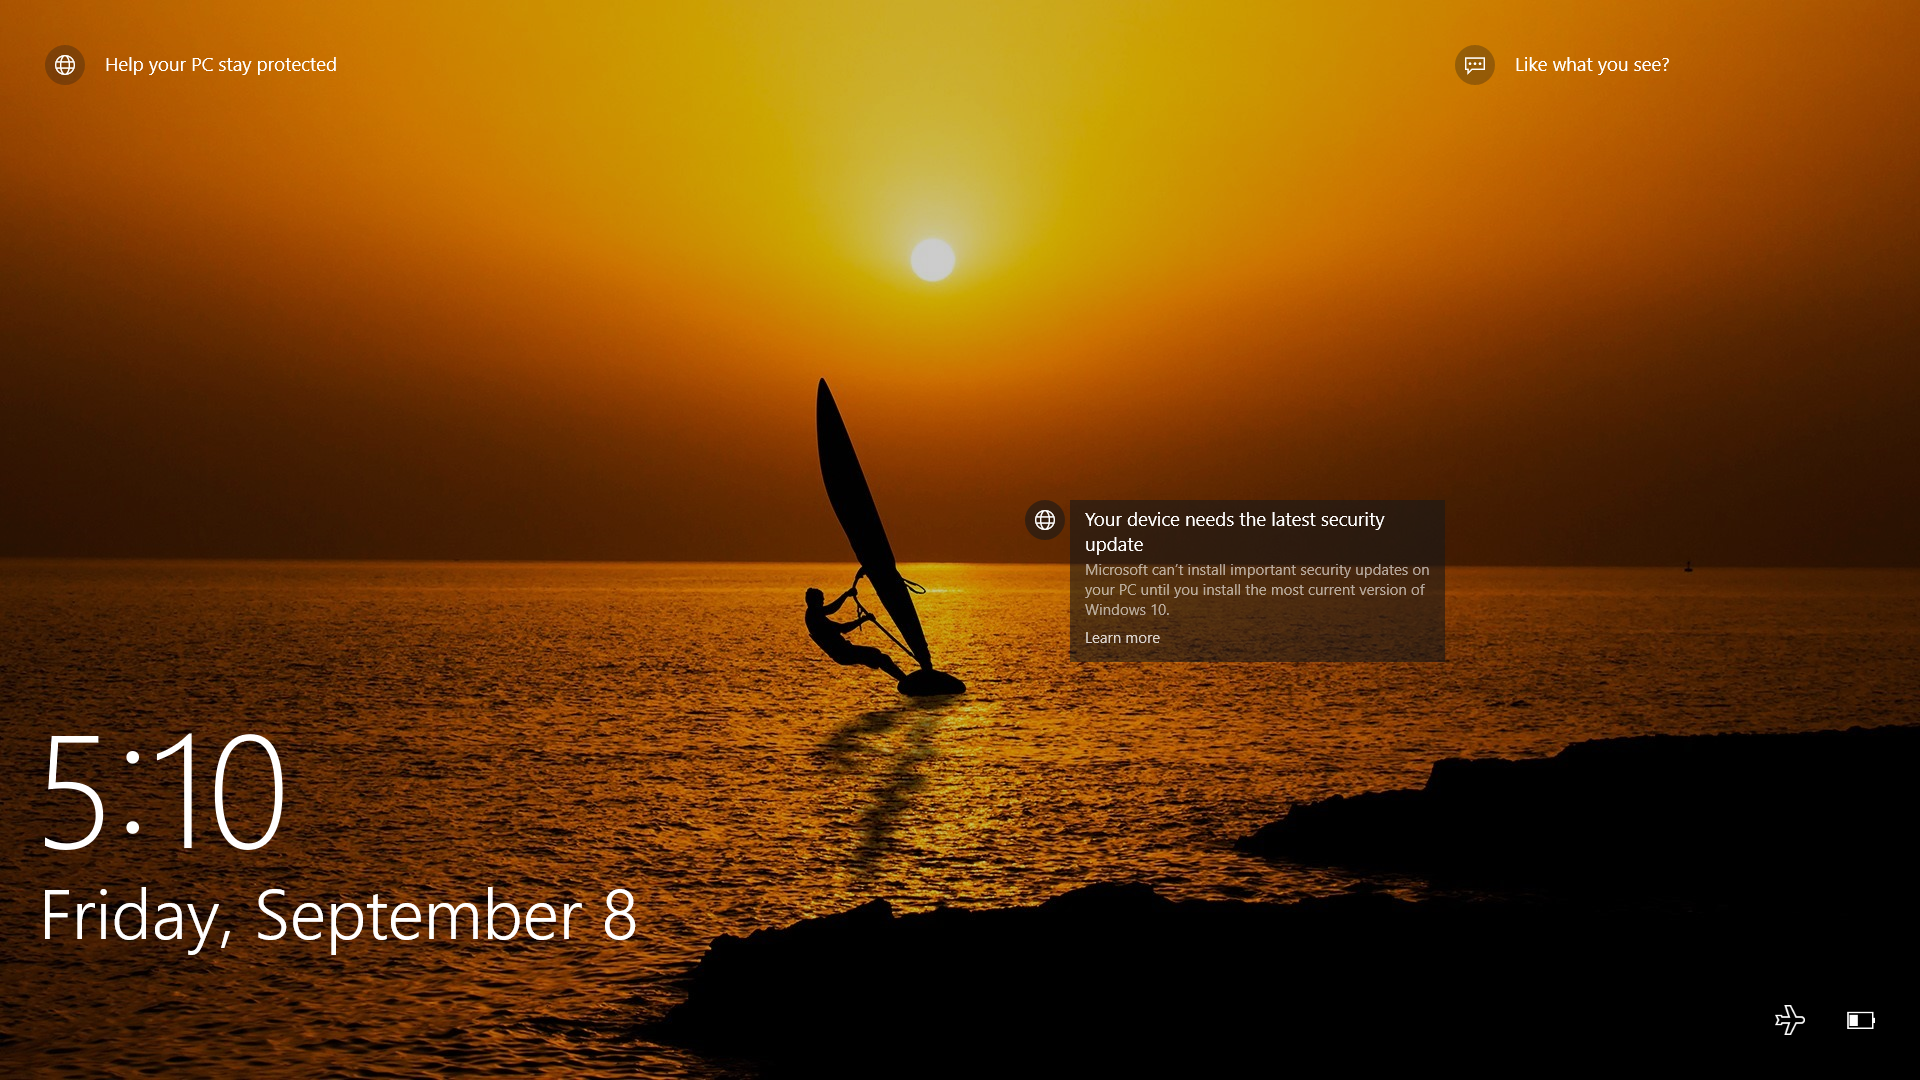 Help your PC stay protected
Like what you see?
Your device needs the latest security
update
Microsoft can’t install important security updates on
your PC until you install the most current version of
Windows 10.
Learn more
5:10
Friday, September 8